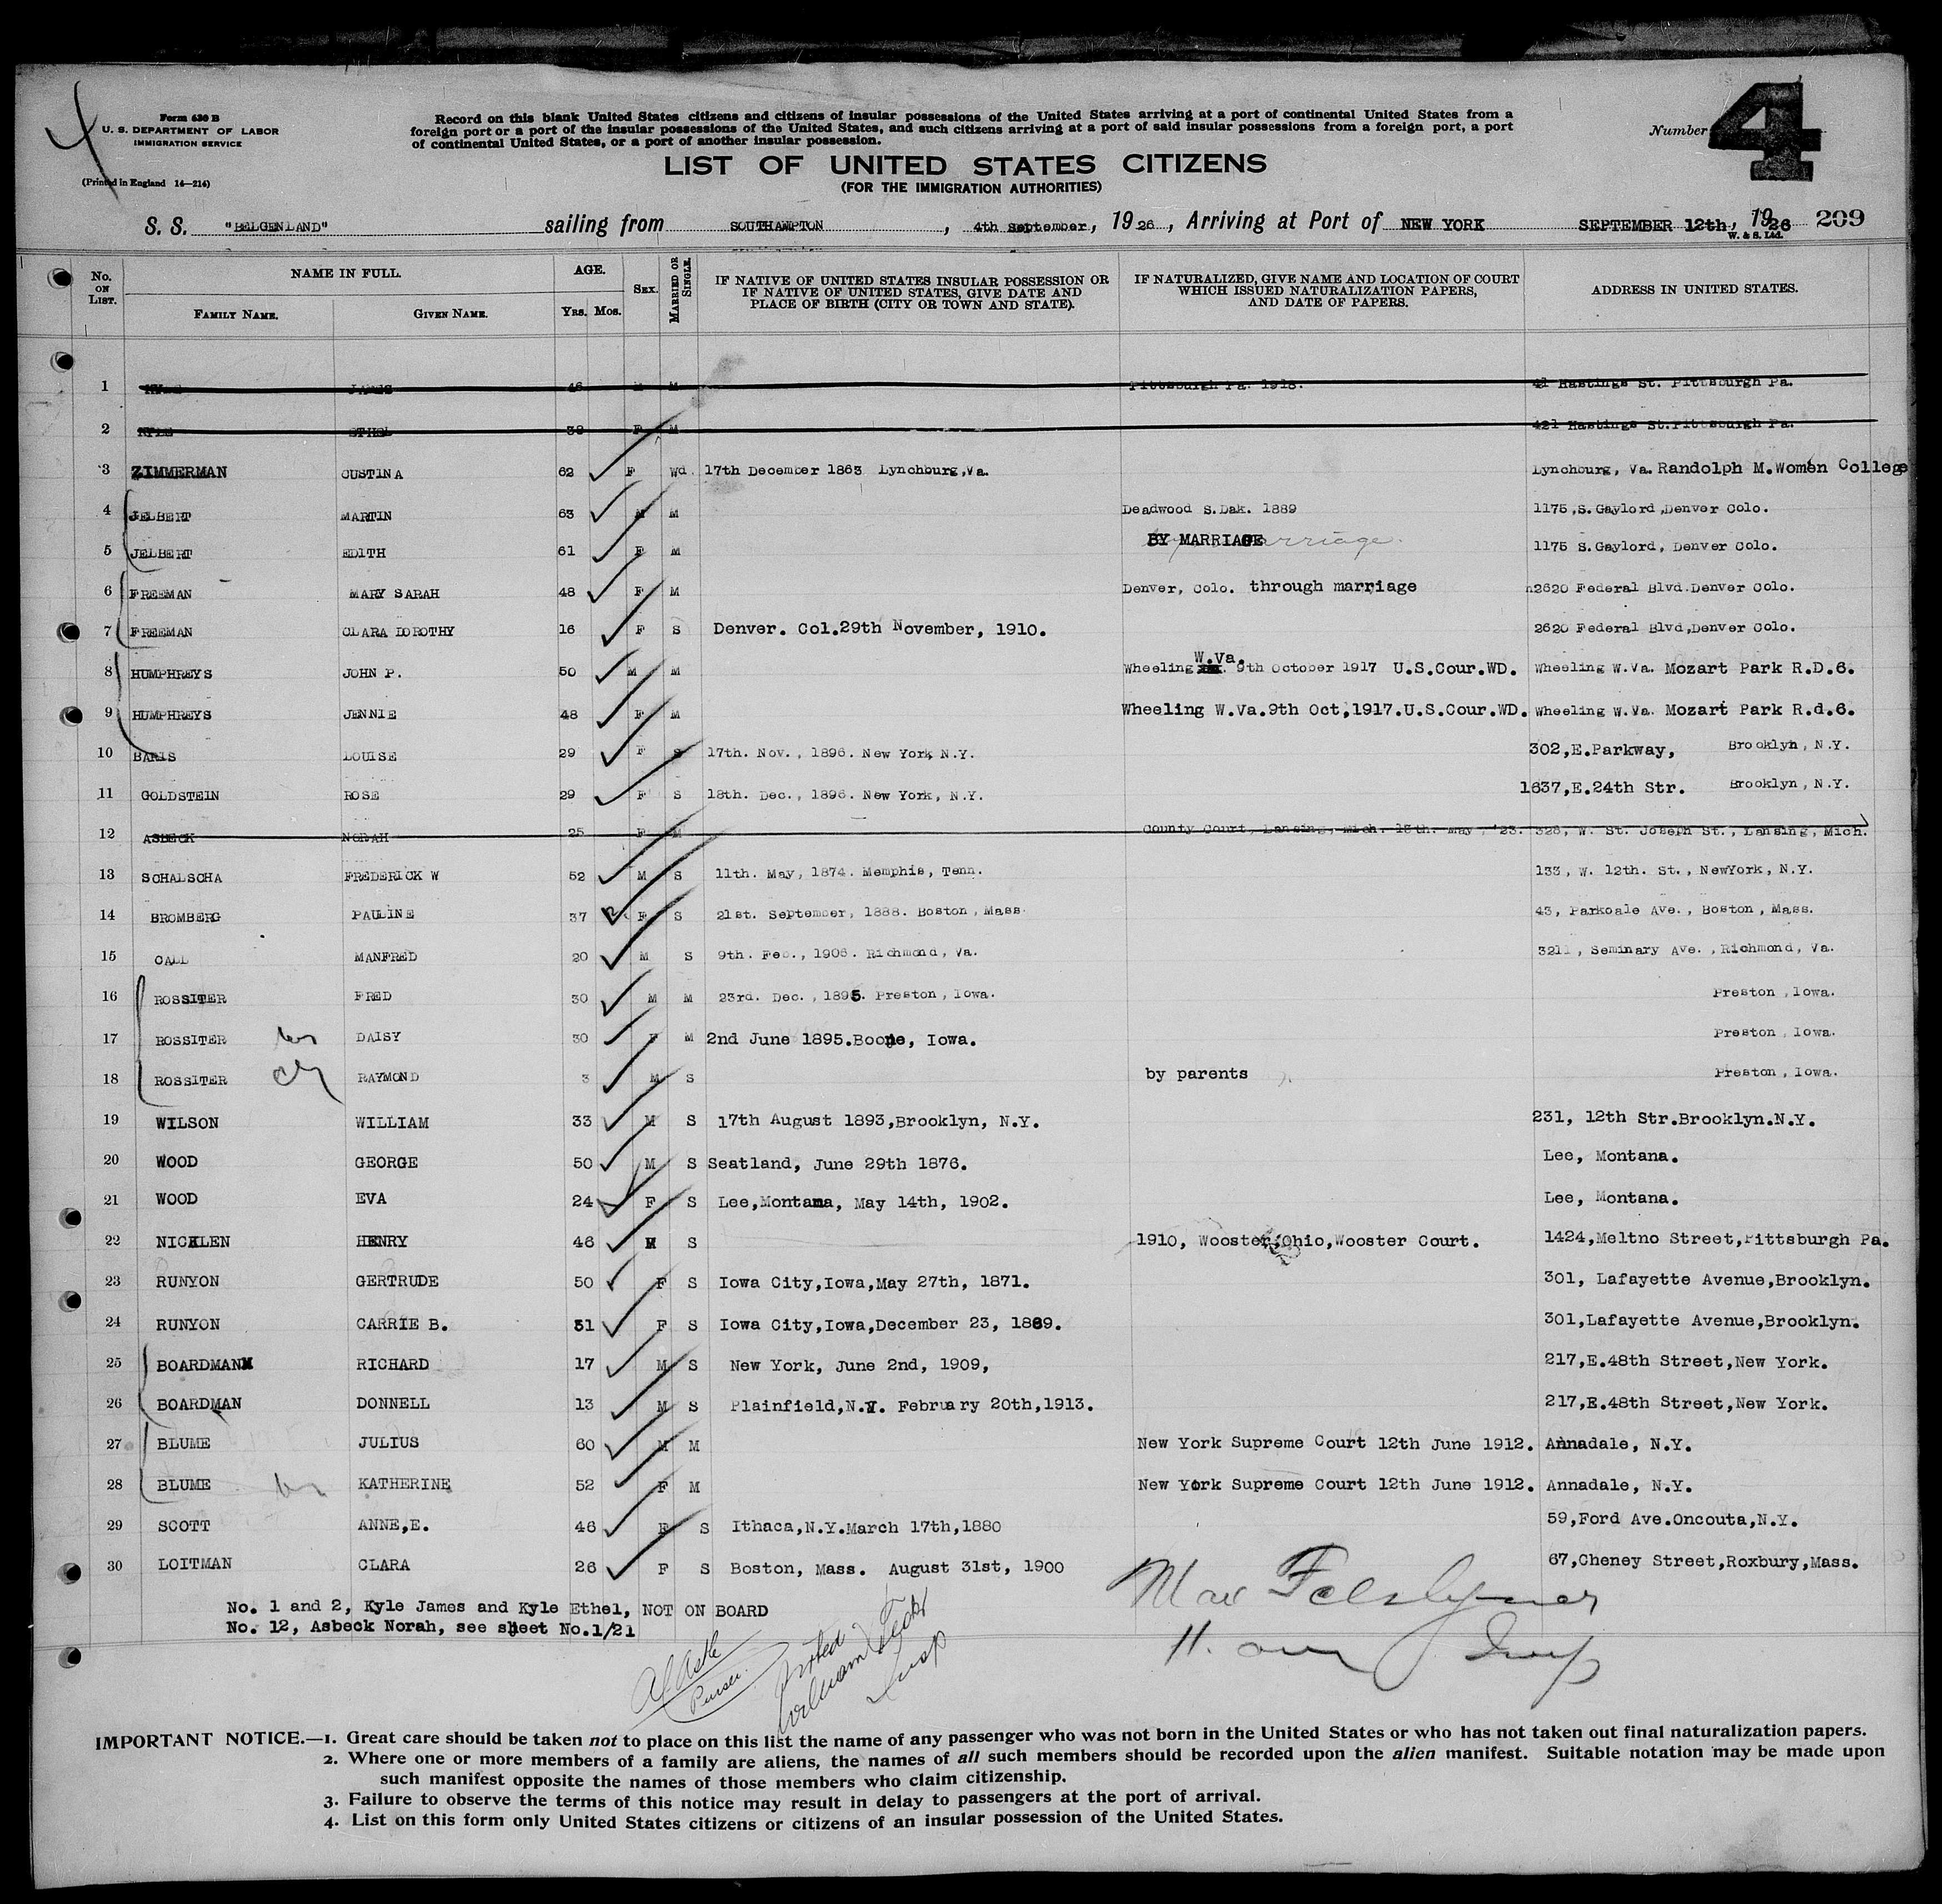 Form 630 B
U. S. DEPARTMENT OF LABOR
IMMIGRATION SERVICE
(Printed in England 14—214)
Record on this blank United States citizens and citizens of insular possessions of the United States arriving at a port of continental United States from a
foreign port or a port of the insular possessions of the United States, and such citizens arriving at a port of said insular possessions from a foreign port, a port
of continental United States, or a port of another insular possession.
Number 4
LIST OF UNITED STATES CITIZENS
(FOR THE IMMIGRATION AUTHORITIES)
S. S. "BELGENLAND" sailing from SOUTHAMPTON, 4th September, 1926, Arriving at Port of NEW YORK SEPTEMBER 12th, 1926 209
W. & S. Ltd.
No. ON LIST. NAME IN FULL. FAMILY NAME. GIVEN NAME. AGE. YRS. MOS. SEX. MARRIED OR SINGLE. IF NATIVE OF UNITED STATES INSULAR POSSESSION OR IF NATIVE OF UNITED STATES, GIVE DATE AND PLACE OF BIRTH (CITY OR TOWN AND STATE). IF NATURALIZED, GIVE NAME AND LOCATION OF COURT WHICH ISSUED NATURALIZATION PAPERS, AND DATE OF PAPERS. ADDRESS IN UNITED STATES.
1 JAMES 46 M M Pittsburgh Pa. 1918. 41 Hastings St. Pittsburgh Pa.
2 KYLE ETHEL 38 F M 421 Hastings St.Pittsburgh Pa.
3 ZIMMERMAN OUSTINA 62 F Wd. 17th December 1863 Lynchburg,Va. Lynchburg, Va. Randolph M.Women College
4 JELBERT MARTIN 63 M M Deadwood S.Dak. 1889 1175,S.Gaylord,Denver Colo.
5 JELBERT EDITH 61 F M BY MARRIAGE 1175 S.Gaylord, Denver Colo.
6 FREEMAN MARY SARAH 48 F M Denver, Colo. through marriage 2620 Federal Blvd.Denver Colo.
7 FREEMAN CLARA DOROTHY 16 F S Denver. Col.29th November, 1910. 2620 Federal Blvd,Denver Colo.
8 HUMPHREYS JOHN P. 50 M M Wheeling W.Va. 9th October 1917 U.S.Cour.WD. Wheeling W.Va. Mozart Park R.D.6.
9 HUMPHREYS JENNIE 48 F M Wheeling W.Va.9th Oct,1917.U.S.Cour.WD. Wheeling W.Va. Mozart Park R.d.6.
10 BARIS LOUISE 29 F S 17th. Nov., 1896. New York, N.Y. 302,E.Parkway, Brooklyn, N.Y.
11 GOLDSTEIN ROSE 29 F S 18th. Dec., 1896. New York, N.Y. 1637,E.24th Str. Brooklyn, N.Y.
12 ASBECK NORAH 25 F M County Court, Lansing, Mich. 18th. May, '23. 328, W. St. Joseph St., Lansing, Mich.
13 SCHALSCHA FREDERICK W 52 M S 11th. May, 1874. Memphis, Tenn. 133, W. 12th. St., NewYork, N.Y.
14 BROMBERG PAULINE 37 F S 21st. September, 1888. Boston, Mass. 43, Parkdale Ave., Boston, Mass.
15 CALL MANFRED 20 M S 9th. Feb., 1906. Richmond, Va. 3211, Seminary Ave., Richmond, Va.
16 ROSSITER FRED 30 M M 23rd. Dec., 1895. Preston, Iowa. Preston, Iowa.
17 ROSSITER DAISY 30 F M 2nd June 1895.Boone, Iowa. Preston, Iowa.
18 ROSSITER RAYMOND 3 M S by parents Preston, Iowa.
19 WILSON WILLIAM 33 M S 17th August 1893,Brooklyn, N.Y. 231, 12th Str.Brooklyn.N.Y.
20 WOOD GEORGE 50 M S Seatland, June 29th 1876. Lee, Montana.
21 WOOD EVA 24 F S Lee,Montana, May 14th, 1902. Lee, Montana.
22 NICKLEN HENRY 46 M S 1910, Wooster,Ohio,Wooster Court. 1424,Meltno Street,Pittsburgh Pa.
23 RUNYON GERTRUDE 50 F S Iowa City,Iowa,May 27th, 1871. 301, Lafayette Avenue,Brooklyn.
24 RUNYON CARRIE B. 51 F S Iowa City,Iowa,December 23, 1869. 301,Lafayette Avenue,Brooklyn.
25 BOARDMAN RICHARD 17 M S New York, June 2nd, 1909, 217,E.48th Street,New York.
26 BOARDMAN DONNELL 13 M S Plainfield,N.J. February 20th,1913. 217,E.48th Street,New York.
27 BLUME JULIUS 60 M M New York Supreme Court 12th June 1912. Annadale, N.Y.
28 BLUME KATHERINE 52 F M New York Supreme Court 12th June 1912. Annadale, N.Y.
29 SCOTT ANNE,E. 46 F S Ithaca,N.Y.March 17th,1880 59,Ford Ave.Oncouta,N.Y.
30 LOITMAN CLARA 26 F S Boston, Mass. August 31st, 1900 67,Cheney Street,Roxbury,Mass.
No. 1 and 2, Kyle James and Kyle Ethel, NOT ON BOARD
No. 12, Asbeck Norah, see sheet No.1/21
Purser.
Insp
IMPORTANT NOTICE.—1. Great care should be taken not to place on this list the name of any passenger who was not born in the United States or who has not taken out final naturalization papers.
2. Where one or more members of a family are aliens, the names of all such members should be recorded upon the alien manifest. Suitable notation may be made upon
such manifest opposite the names of those members who claim citizenship.
3. Failure to observe the terms of this notice may result in delay to passengers at the port of arrival.
4. List on this form only United States citizens or citizens of an insular possession of the United States.